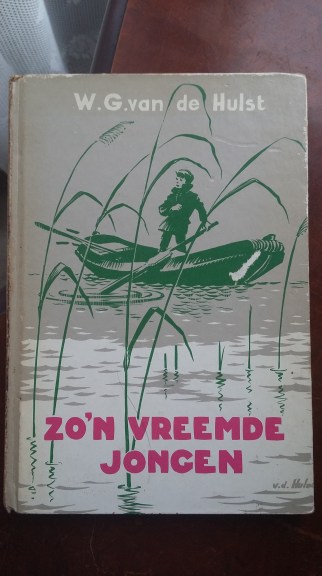 W.G.van de Hulst
ZO'N VREEMDE
JONGEN